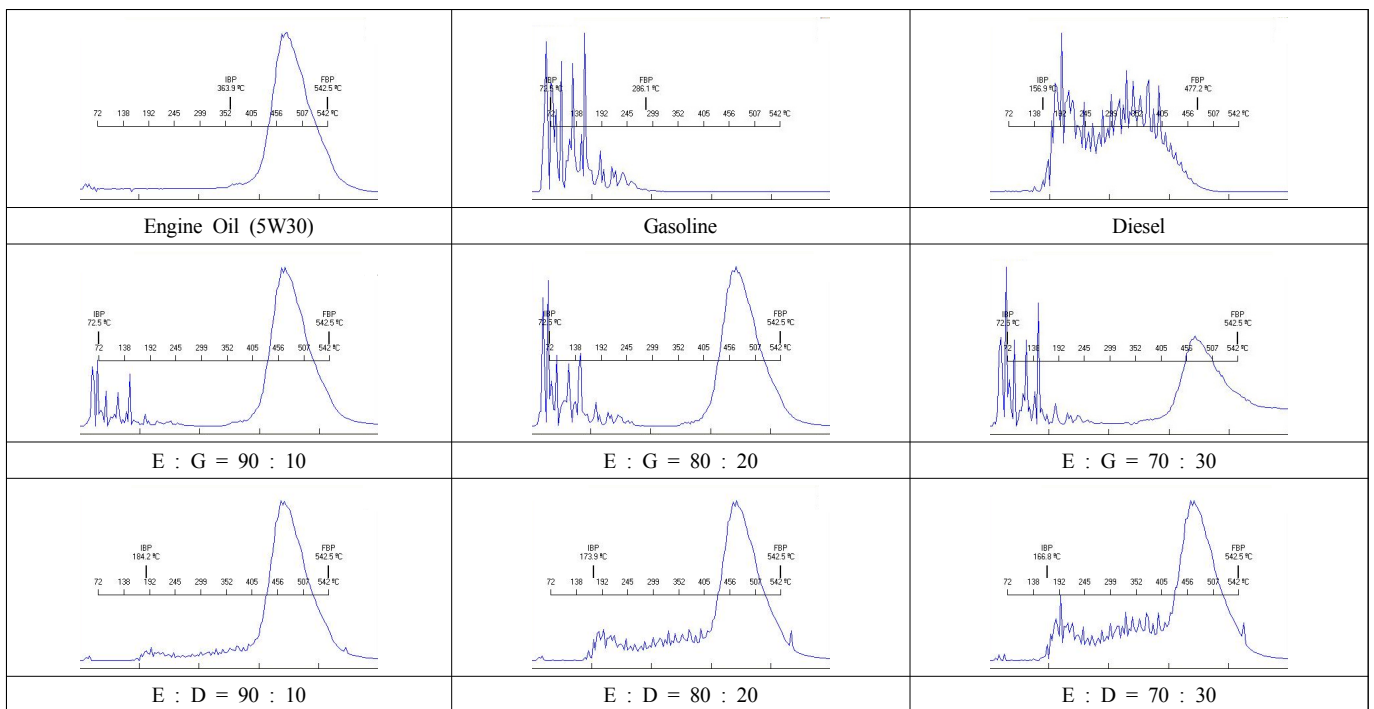 IBP
363.9 ºC
FBP
542.5 ºC
72 138 192 245 299 352 405 456 507 542 ºC
Engine Oil (5W30)
IBP
72.5 ºC
FBP
286.1 ºC
72 138 192 245 299 352 405 456 507 542 ºC
Gasoline
IBP
156.9 ºC
FBP
477.2 ºC
72 138 192 245 299 352 405 456 507 542 ºC
Diesel
IBP
72.5 ºC
FBP
542.5 ºC
72 138 192 245 299 352 405 456 507 542 ºC
E : G = 90 : 10
IBP
72.5 ºC
FBP
542.5 ºC
72 138 192 245 299 352 405 456 507 542 ºC
E : G = 80 : 20
IBP
72.5 ºC
FBP
542.5 ºC
72 138 192 245 299 352 405 456 507 542 ºC
E : G = 70 : 30
IBP
184.2 ºC
FBP
542.5 ºC
72 138 192 245 299 352 405 456 507 542 ºC
E : D = 90 : 10
IBP
173.9 ºC
FBP
542.5 ºC
72 138 192 245 299 352 405 456 507 542 ºC
E : D = 80 : 20
IBP
166.8 ºC
FBP
542.5 ºC
72 138 192 245 299 352 405 456 507 542 ºC
E : D = 70 : 30